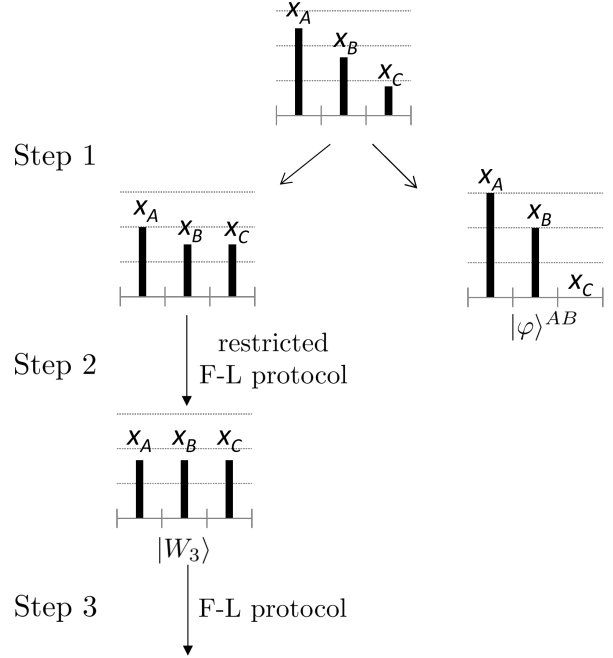 x_A
x_B
x_C
Step 1
x_A
x_B
x_C
x_A
x_B
x_C
|φ⟩^{AB}
Step 2
restricted
F-L protocol
x_A
x_B
x_C
|W_3⟩
Step 3
F-L protocol